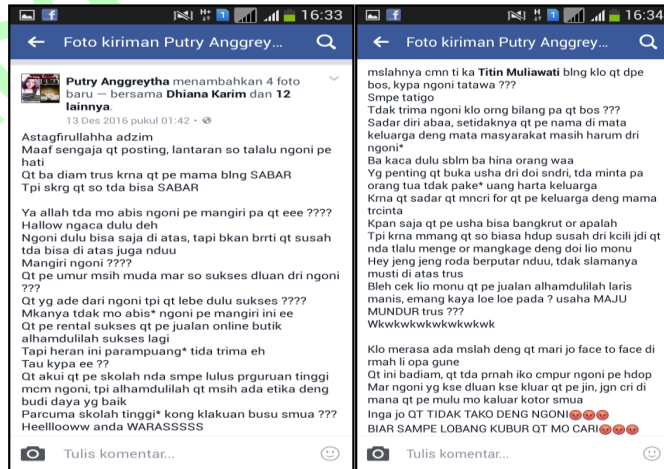 16:33
Foto kiriman Putry Anggrey...
Putry Anggreytha menambahkan 4 foto
baru — bersama Dhiana Karim dan 12
lainnya.
13 Des 2016 pukul 01:42 •
Astagfirullahha adzim
Maaf sengaja qt posting, lantaran so talalu ngoni pe
hati
Qt ba diam trus krna qt pe mama blng SABAR
Tpi skrg qt so tda bisa SABAR
Ya allah tda mo abis ngoni pe mangiri pa qt eee ????
Hallow ngaca dulu deh
Ngoni dulu bisa saja di atas, tapi bkan brrti qt susah
tda bisa di atas juga nduu
Mangiri ngoni ????
Qt pe umur msih muda mar so sukses dluan dri ngoni
???
Qt yg ade dari ngoni tpi qt lebe dulu sukses ????
Mkanya tdak mo abis* ngoni pe mangiri ini ee
Qt pe rental sukses qt pe jualan online butik
alhamdulilah sukses lagi
Tapi heran ini parampuang* tida trima eh
Tau kypa ee ??
Qt akui qt pe skolah nda smpe lulus prguruan tinggi
mcm ngoni, tpi alhamdulilah qt msih ada etika deng
budi daya yg baik
Parcuma skolah tinggi* kong klakuan busu smua ???
Heelllooww anda WARASSSSS
Tulis komentar...
16:34
Foto kiriman Putry Anggrey...
mslahnya cmn ti ka Titin Muliawati blng klo qt dpe
bos, kypa ngoni tatawa ???
Smpe tatigo
Tdak trima ngoni klo orng bilang pa qt bos ???
Sadar diri abaa, setidaknya qt pe nama di mata
keluarga deng mata masyarakat masih harum dri
ngoni*
Ba kaca dulu sblm ba hina orang waa
Yg penting qt buka usha dri doi sndri, tda minta pa
orang tua tdak pake* uang harta keluarga
Krna qt sadar qt mncri for qt pe keluarga deng mama
trcinta
Kpan saja qt pe usha bisa bangkrut or apalah
Tpi krna mmang qt so biasa hdup susah dri kcili jdi qt
nda tlalu menge or mangkage deng doi lio monu
Hey jeng jeng roda berputar nduu, tdak slamanya
musti di atas trus
Bleh cek lio monu qt pe jualan alhamdulilah laris
manis, emang kaya loe loe pada ? usaha MAJU
MUNDUR trus ???
Wkwkwkwkwkwkwkwk
Klo merasa ada mslah deng qt mari jo face to face di
rmah li opa gune
Qt ini badiam, qt tda prnah iko cmpur ngoni pe hdop
Mar ngoni yg kse dluan kse kluar qt pe jin, jgn cri di
mana qt pe mulu mo kaluar kotor smua
Inga jo QT TIDAK TAKO DENG NGONI😡😡😡
BIAR SAMPE LOBANG KUBUR QT MO CARI😡😡😡
Tulis komentar...